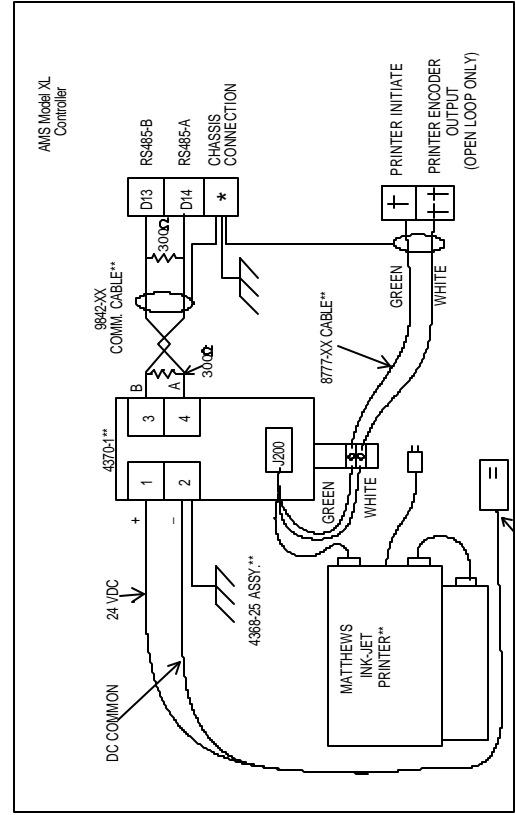 AMS Model XL
Controller
RS485-B
RS485-A
CHASSIS
CONNECTION
D13
D14
*
300Ω
9842-XX
COMM. CABLE**
B
A
300Ω
4370-1**
3
4
1
2
+
–
J200
24 VDC
DC COMMON
4368-25 ASSY.**
GREEN
WHITE
8777-XX CABLE**
GREEN
WHITE
†
††
PRINTER INITIATE
PRINTER ENCODER
OUTPUT
(OPEN LOOP ONLY)
MATTHEWS
INK-JET
PRINTER**
=